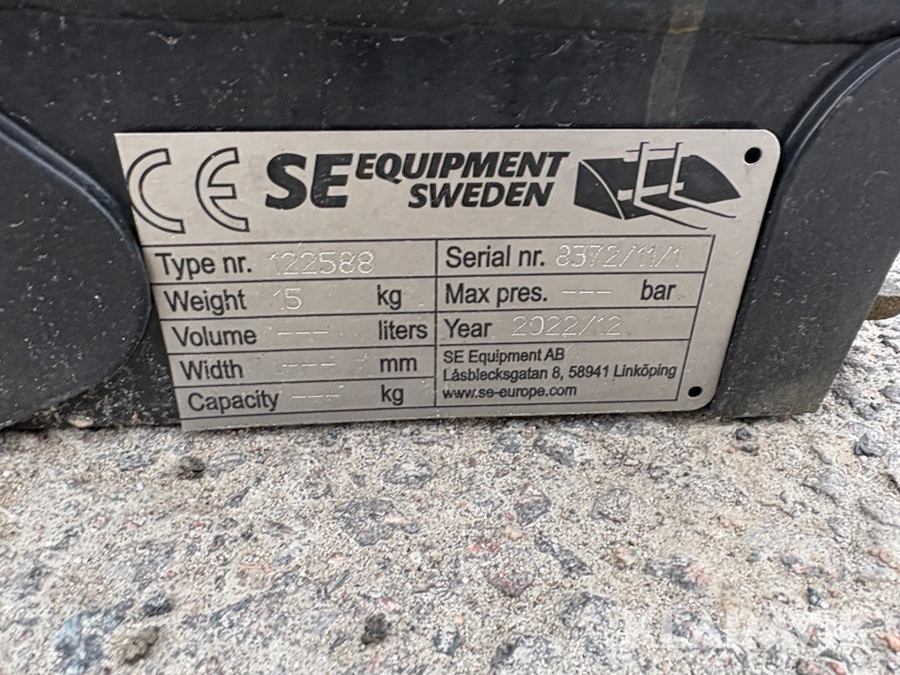 CE SE EQUIPMENT SWEDEN
Type nr. 122588
Serial nr. 8372/11/1
Weight 15 kg
Max pres. --- bar
Volume --- liters
Year 2022/12
Width --- mm
SE Equipment AB
Låsblecksgatan 8, 58941 Linköping
Capacity --- kg
www.se-europe.com